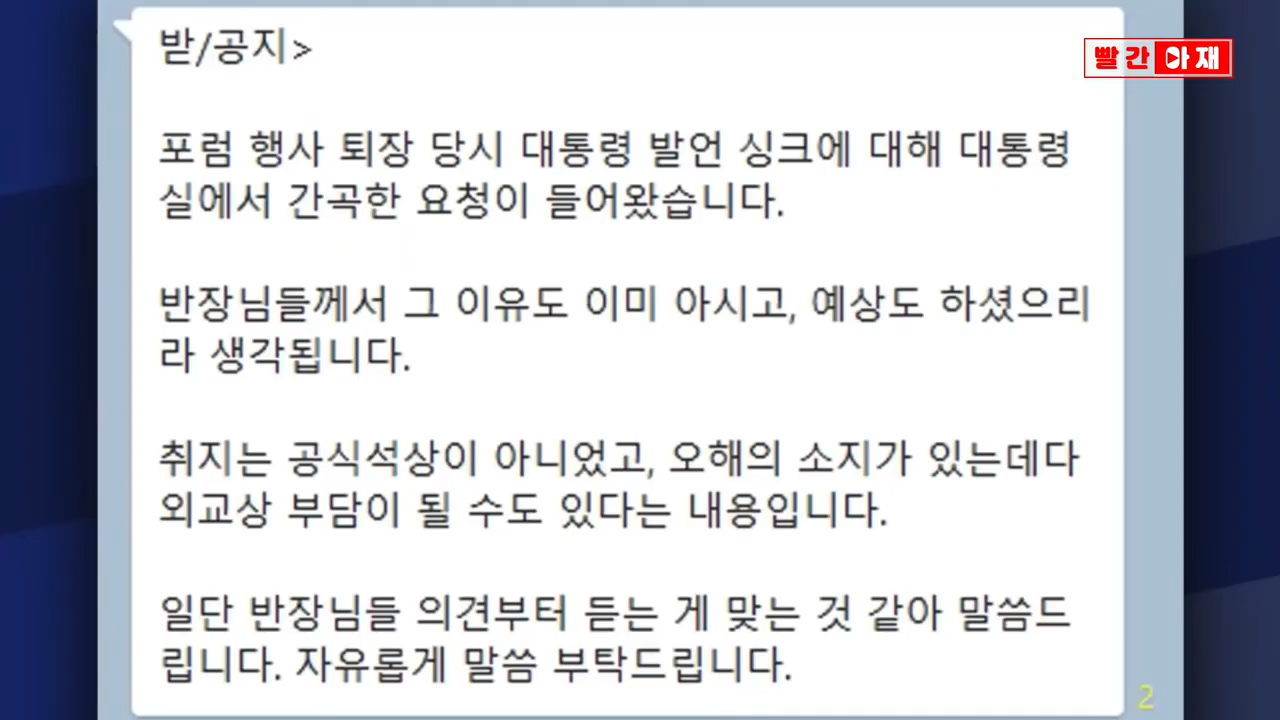 받/공지>
빨간아재
포럼 행사 퇴장 당시 대통령 발언 싱크에 대해 대통령
실에서 간곡한 요청이 들어왔습니다.
반장님들께서 그 이유도 이미 아시고, 예상도 하셨으리
라 생각됩니다.
취지는 공식석상이 아니었고, 오해의 소지가 있는데다
외교상 부담이 될 수도 있다는 내용입니다.
일단 반장님들 의견부터 듣는 게 맞는 것 같아 말씀드
립니다. 자유롭게 말씀 부탁드립니다.
2